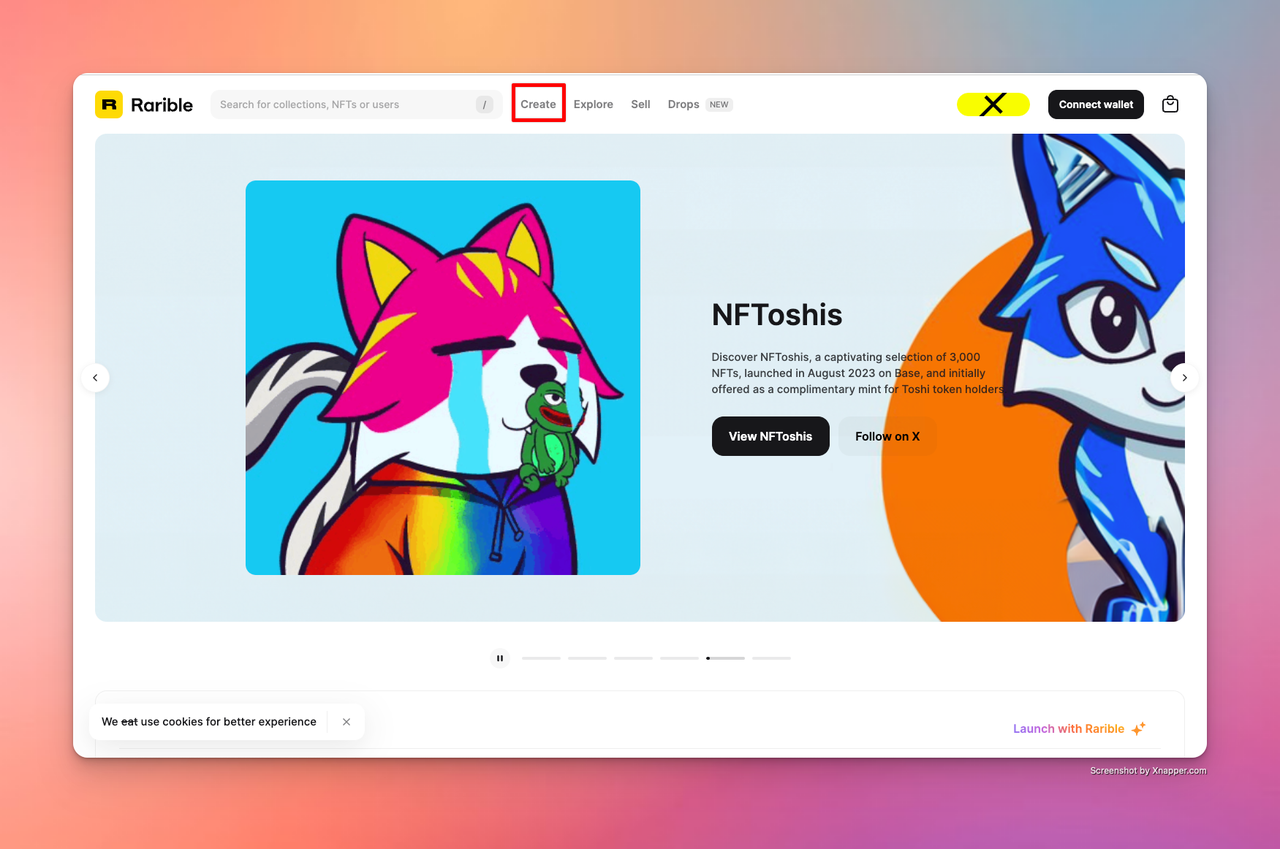 R Rarible
Search for collections, NFTs or users /
Create
Explore
Sell
Drops NEW
X
Connect wallet
NFToshis
Discover NFToshis, a captivating selection of 3,000
NFTs, launched in August 2023 on Base, and initially
offered as a complimentary mint for Toshi token holders
View NFToshis
Follow on X
We eat use cookies for better experience
Launch with Rarible
Screenshot by Xnapper.com